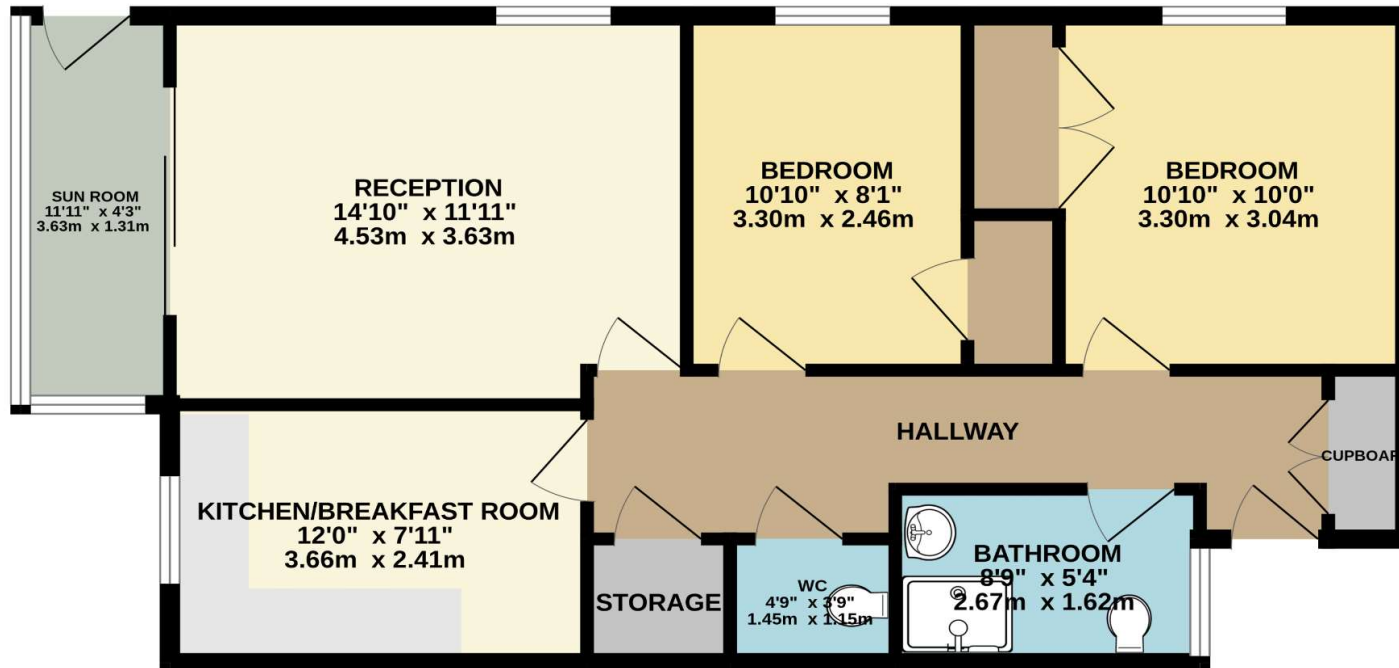 SUN ROOM
11'11" x 4'3"
3.63m x 1.31m
RECEPTION
14'10" x 11'11"
4.53m x 3.63m
BEDROOM
10'10" x 8'1"
3.30m x 2.46m
BEDROOM
10'10" x 10'0"
3.30m x 3.04m
HALLWAY
CUPBOAR
KITCHEN/BREAKFAST ROOM
12'0" x 7'11"
3.66m x 2.41m
STORAGE
WC
4'9" x 3'9"
1.45m x 1.15m
BATHROOM
8'9" x 5'4"
2.67m x 1.62m